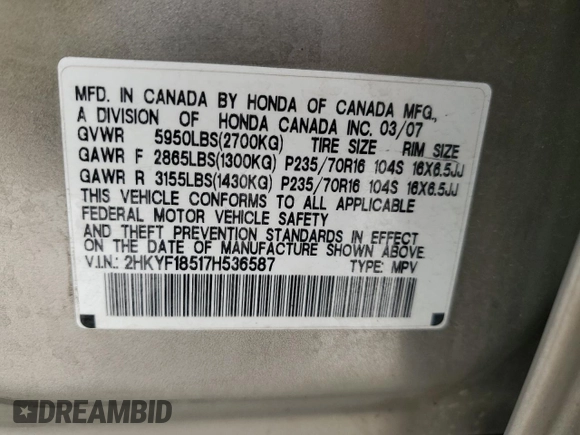 MFD. IN CANADA BY HONDA OF CANADA MFG.,
A DIVISION OF HONDA CANADA INC. 03/07
GVWR 5950LBS(2700KG) TIRE SIZE RIM SIZE
GAWR F 2865LBS(1300KG) P235/70R16 104S 16X6.5JJ
GAWR R 3155LBS(1430KG) P235/70R16 104S 16X6.5JJ
THIS VEHICLE CONFORMS TO ALL APPLICABLE
FEDERAL MOTOR VEHICLE SAFETY
AND THEFT PREVENTION STANDARDS IN EFFECT
ON THE DATE OF MANUFACTURE SHOWN ABOVE.
V.I.N.: 2HKYF18517H536587 TYPE: MPV
DREAMBID